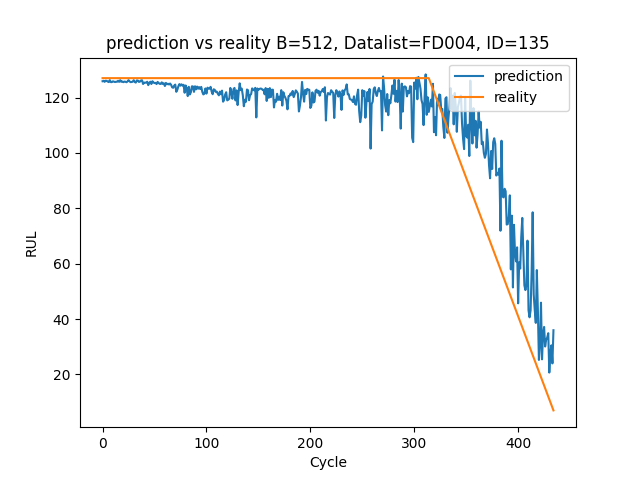 prediction vs reality B=512, Datalist=FD004, ID=135
prediction
reality
RUL
120
100
80
60
40
20
0
100
200
300
400
Cycle